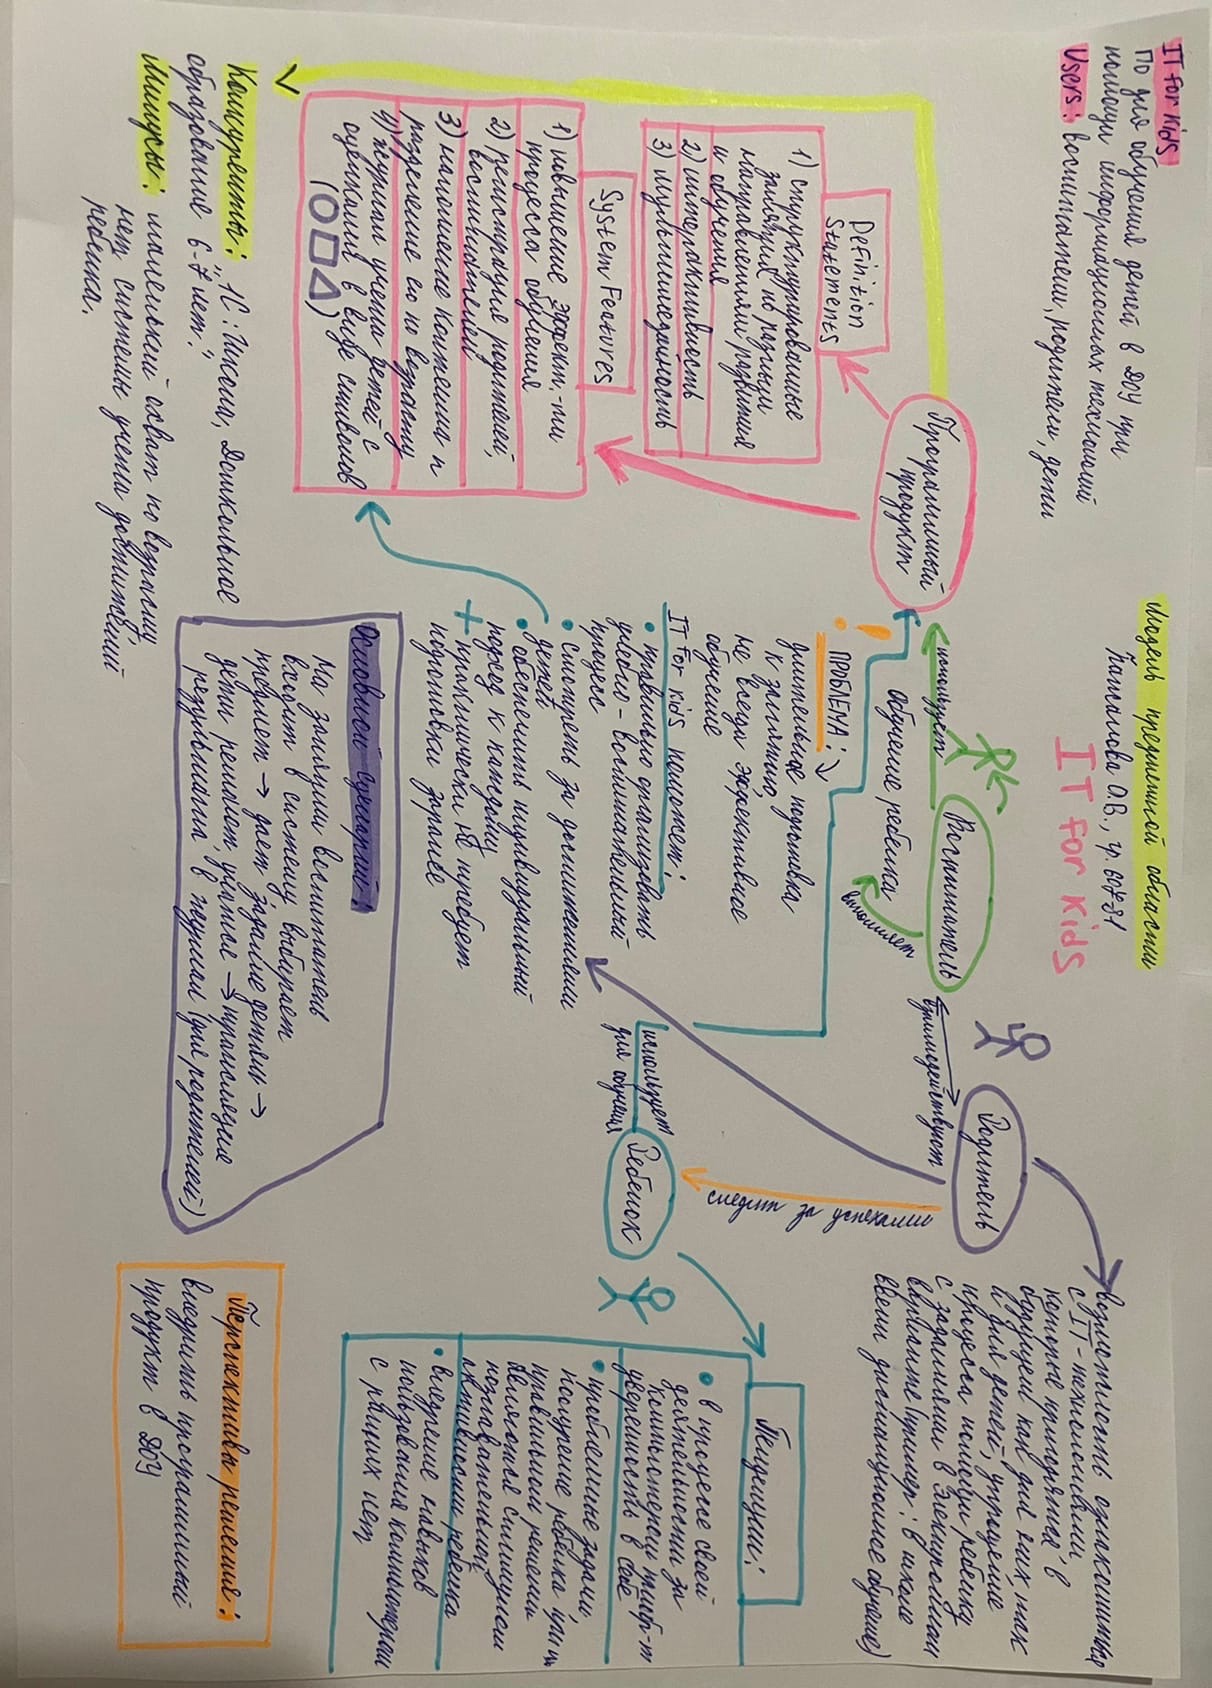 IT for kids
По для обучения детей в ДОУ при
помощи информационных технологий
Users: воспитатели, родители, дети
Модель предметной области
О.В., гр. 607-81
IT for kids
Родитель
возможность ознакомиться
с IT-технологиями,
которые пригодятся в
будущем как для них, так
и для детей, упрощение
процесса помощи ребенку
с заданиями в электронном
варианте (пример: в школе
ввели дистанционное обучение)
Воспитатель
взаимодействуют
использует
выполняет
Обучение ребенка
следит за успехами
Программный
продукт
Definition
Statements
1) структурированные
занятия по разным
направлениям развития
и обучения
2) интерактивность
3) мультимедайность
System Features
1) повышение эффект.-ти
процесса обучения
2) регистрация родителей,
воспитателей
3) наполнение контента и
разделение его по возрасту
4) журнал учета детей с
оценками в виде символов
(○□△)
! ПРОБЛЕМА:
длительное подготовка
к занятию,
не всегда эффективное
обучение
IT for kids поможет:
• правильно организовать
учебно-воспитательный
процесс
• смотреть за достижениями
детей
• обеспечить индивидуальный
подход к каждому
+ практически не требует
подготовки заранее
использует
для обучения
Ребенок
Тенденции:
• в процессе своей
деятельности за
компьютером приобр-т
уверенность в себе
• проблемные задачи,
поощрение ребенка при
правильном решении
являются стимулом
познавательной
активности ребенка
• внедрение навыков
пользования компьютером
с ранних лет
Основной сценарий:
На занятии воспитатель
входит в систему, выбирает
предмет → дает задание детям →
дети решают, учатся → трансляция
результата в журнал (для родителей)
Перспективы решения:
внедрить программный
продукт в ДОУ
Конкуренты: „1С: Школа, Дошкольное
образование 6-7 лет."
Минусы: маленький охват по возрасту,
нет системы учета достижений
ребенка.